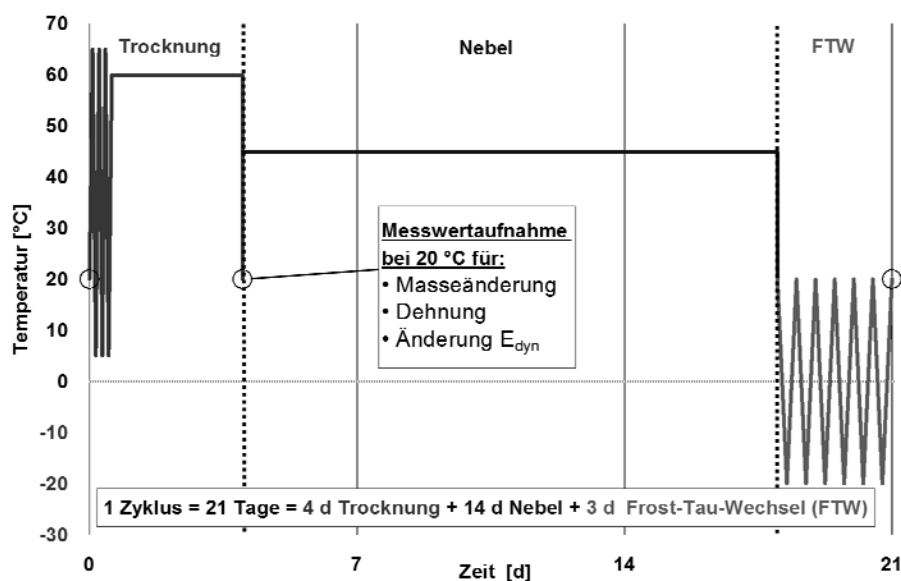 Temperatur [°C]
70
60
50
40
30
20
10
0
-10
-20
-30
Trocknung
Nebel
FTW
Messwertaufnahme
bei 20 °C für:
• Masseänderung
• Dehnung
• Änderung Edyn
1 Zyklus = 21 Tage = 4 d Trocknung + 14 d Nebel + 3 d Frost-Tau-Wechsel (FTW)
0
7
14
21
Zeit [d]